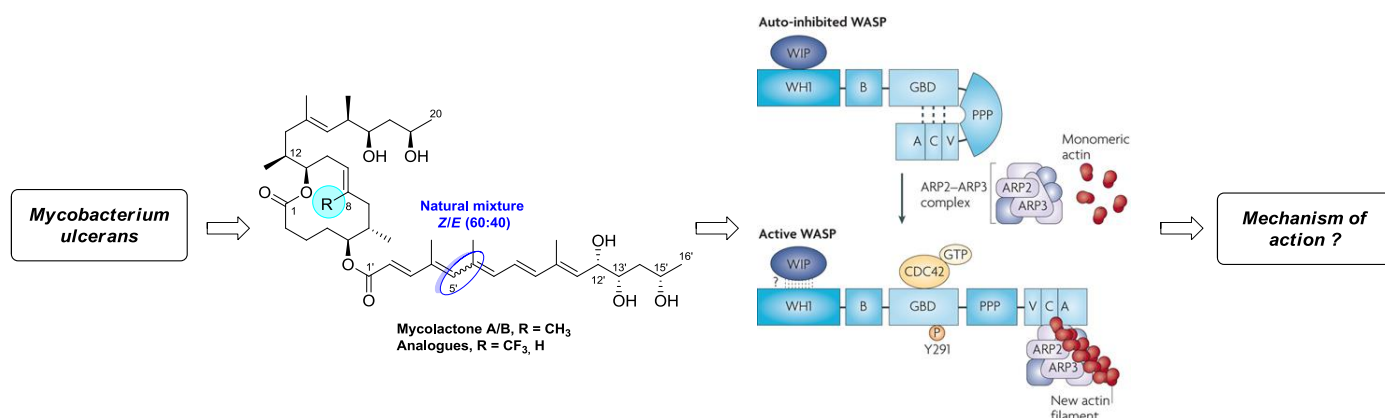 Mycobacterium
ulcerans
20
12
OH
OH
O
O
1
R
8
Natural mixture
Z/E (60:40)
O
1'
O
5'
OH
12'
13'
15'
16'
OH
OH
Mycolactone A/B, R = CH3
Analogues, R = CF3, H
Auto-inhibited WASP
WIP
WH1
B
GBD
PPP
A C V
Monomeric
actin
ARP2–ARP3
complex
ARP2
ARP3
Active WASP
WIP
GTP
CDC42
?
WH1
B
GBD
PPP
V C A
P
Y291
ARP2
ARP3
New actin
filament
Mechanism of
action ?